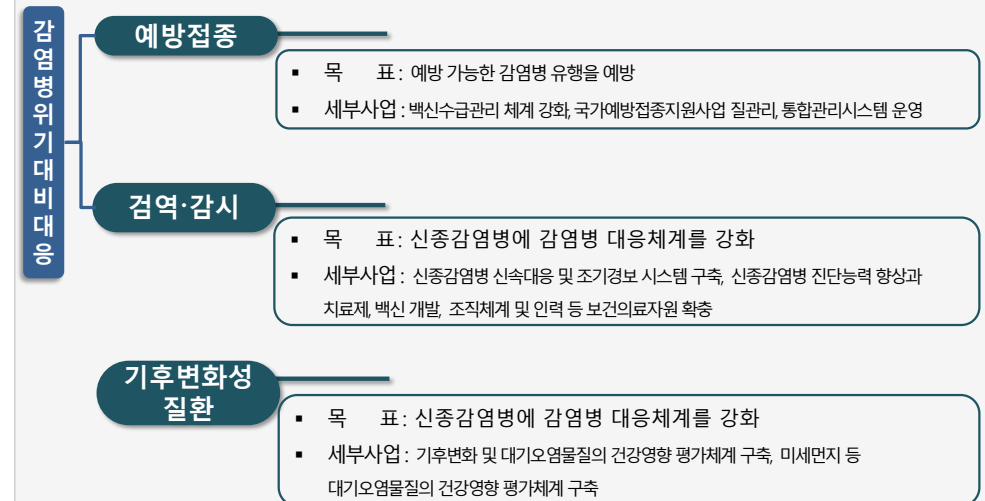 감염병위기대비대응
예방접종
▪ 목 표 : 예방 가능한 감염병 유행을 예방
▪ 세부사업 : 백신수급관리 체계 강화, 국가예방접종지원사업 질관리, 통합관리시스템 운영
검역·감시
▪ 목 표 : 신종감염병에 감염병 대응체계를 강화
▪ 세부사업 : 신종감염병 신속대응 및 조기경보 시스템 구축, 신종감염병 진단능력 향상과
치료제, 백신 개발, 조직체계 및 인력 등 보건의료자원 확충
기후변화성
질환
▪ 목 표 : 신종감염병에 감염병 대응체계를 강화
▪ 세부사업 : 기후변화 및 대기오염물질의 건강영향 평가체계 구축, 미세먼지 등
대기오염물질의 건강영향 평가체계 구축